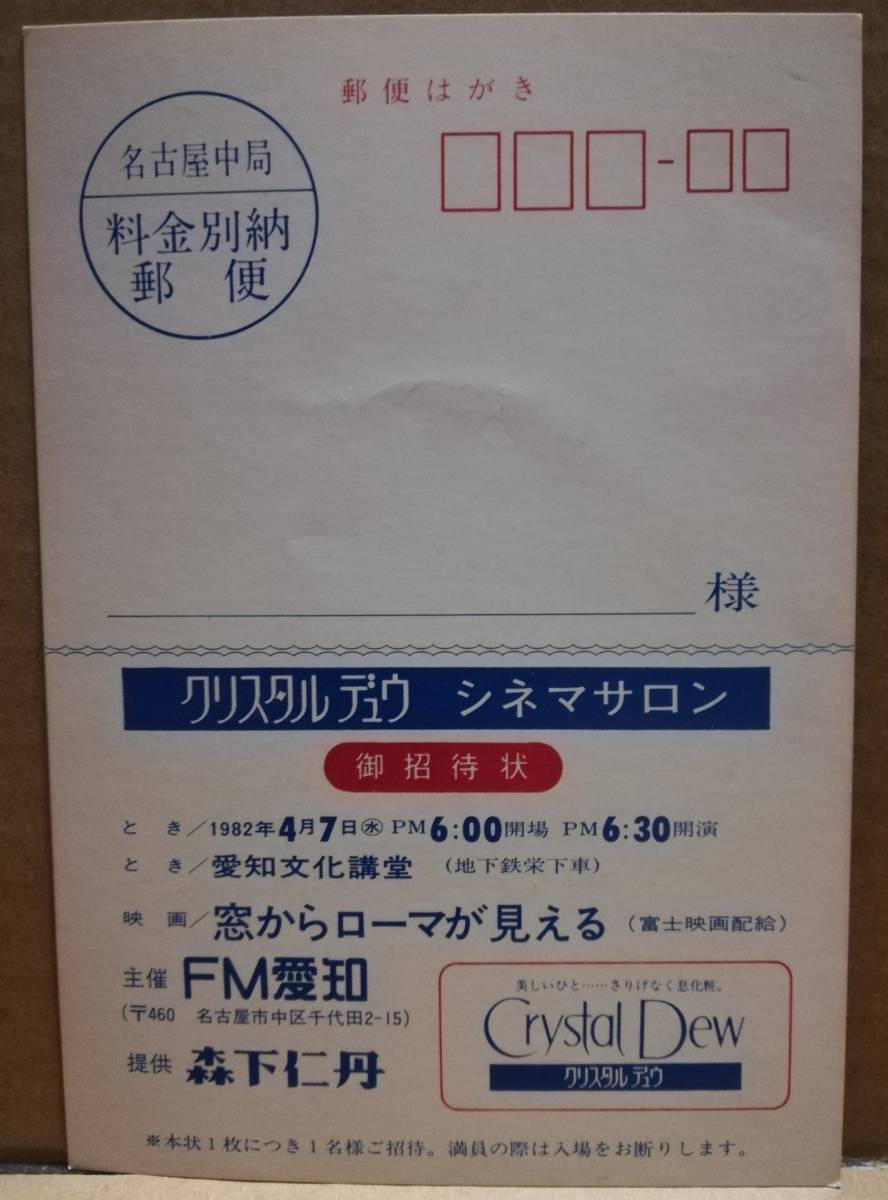 郵便はがき
名古屋中局
料金別納
郵便
様
クリスタルデュウ シネマサロン
御招待状
とき/1982年4月7日㊌PM6:00開場 PM6:30開演
とき/愛知文化講堂 (地下鉄栄下車)
映画/窓からローマが見える (富士映画配給)
主催 FM愛知
(〒460 名古屋市中区千代田2-15)
提供 森下仁丹
美しいひと……さりげなく息化粧。
Crystal Dew
クリスタルデュウ
※本状1枚につき1名様ご招待。満員の際は入場をお断りします。